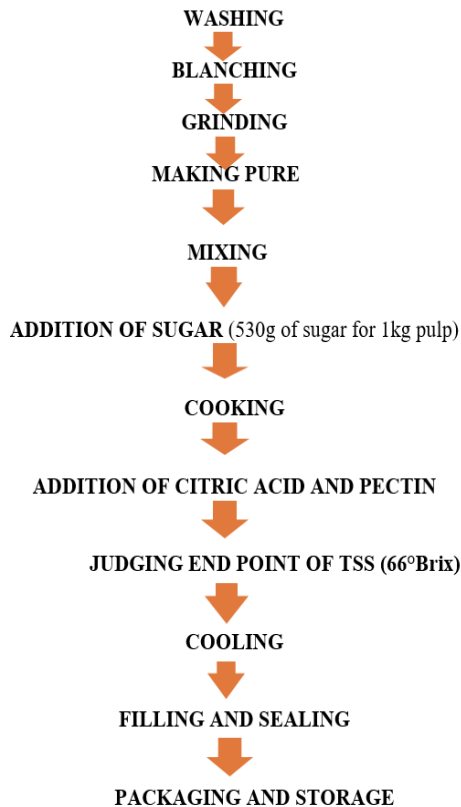 WASHING
BLANCHING
GRINDING
MAKING PURE
MIXING
ADDITION OF SUGAR (530g of sugar for 1kg pulp)
COOKING
ADDITION OF CITRIC ACID AND PECTIN
JUDGING END POINT OF TSS (66°Brix)
COOLING
FILLING AND SEALING
PACKAGING AND STORAGE